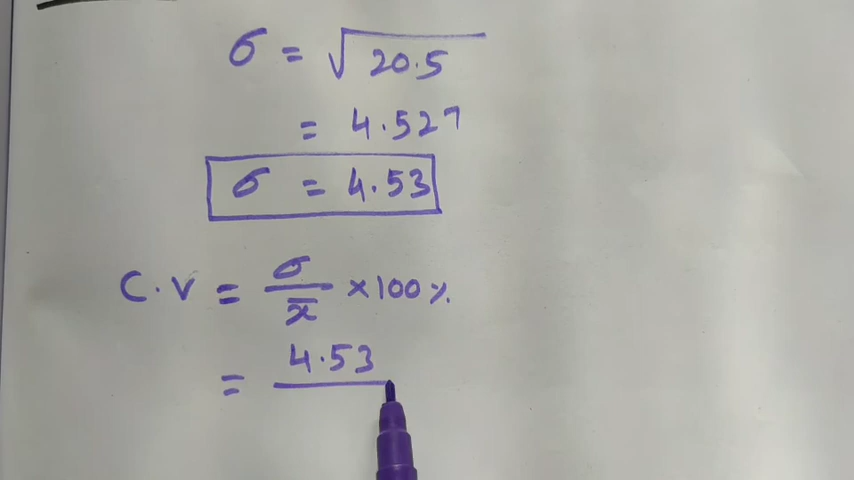 σ = √20.5
= 4.527
σ = 4.53
C.V = σ/x̅ ×100%
= 4.53